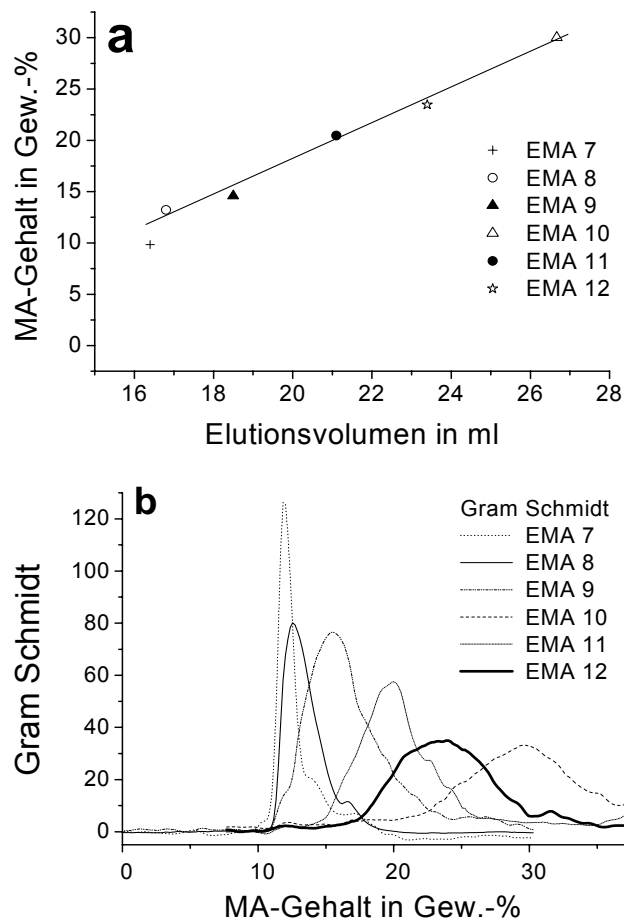 a
MA-Gehalt in Gew.-%
30
25
20
15
10
5
0
EMA 7
EMA 8
EMA 9
EMA 10
EMA 11
EMA 12
16 18 20 22 24 26 28
Elutionsvolumen in ml
b
Gram Schmidt
120
100
80
60
40
20
0
Gram Schmidt
EMA 7
EMA 8
EMA 9
EMA 10
EMA 11
EMA 12
0 10 20 30
MA-Gehalt in Gew.-%